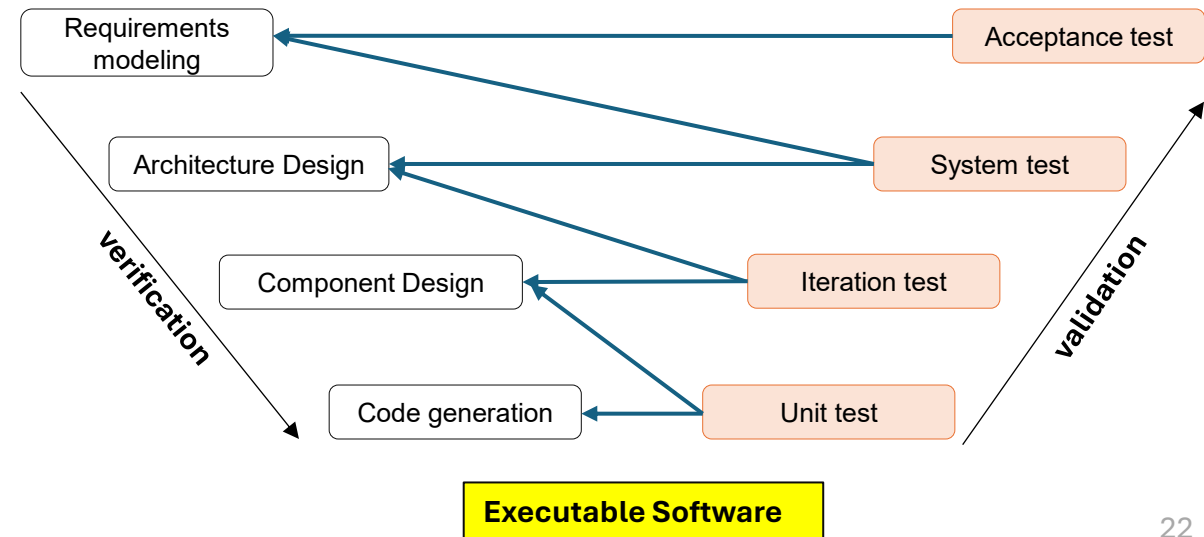 Requirements
modeling
Acceptance test
Architecture Design
System test
verification
Component Design
Iteration test
validation
Code generation
Unit test
Executable Software
22